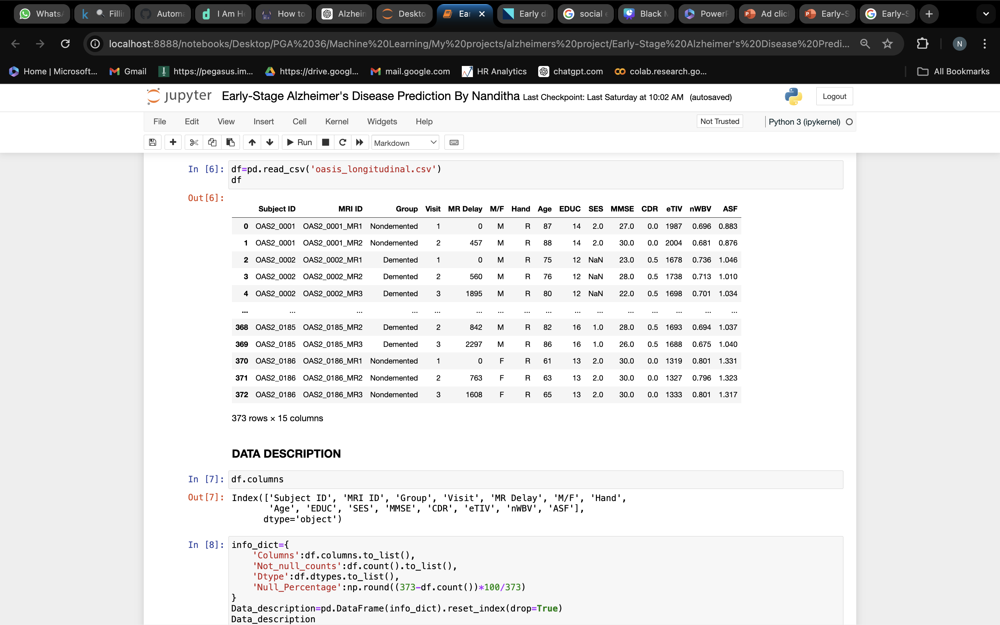 WhatsA
Fillin
Automa
I Am He
How to
Alzheim
Deskto
Ear
Early d
social e
Black M
PowerP
Ad clic
Early-S
Early-S
localhost:8888/notebooks/Desktop/PGA%2036/Machine%20Learning/My%20projects/alzheimers%20project/Early-Stage%20Alzheimer's%20Disease%20Predi...
N
Home | Microsoft...
Gmail
https://pegasus.im...
https://drive.googl...
mail.google.com
HR Analytics
chatgpt.com
colab.research.go...
All Bookmarks
jupyter Early-Stage Alzheimer's Disease Prediction By Nanditha Last Checkpoint: Last Saturday at 10:02 AM (autosaved)
Logout
File Edit View Insert Cell Kernel Widgets Help
Not Trusted
Python 3 (ipykernel)
Run
Markdown
In [6]: df=pd.read_csv('oasis_longitudinal.csv')
df
Out[6]:
Subject ID MRI ID Group Visit MR Delay M/F Hand Age EDUC SES MMSE CDR eTIV nWBV ASF
0 OAS2_0001 OAS2_0001_MR1 Nondemented 1 0 M R 87 14 2.0 27.0 0.0 1987 0.696 0.883
1 OAS2_0001 OAS2_0001_MR2 Nondemented 2 457 M R 88 14 2.0 30.0 0.0 2004 0.681 0.876
2 OAS2_0002 OAS2_0002_MR1 Demented 1 0 M R 75 12 NaN 23.0 0.5 1678 0.736 1.046
3 OAS2_0002 OAS2_0002_MR2 Demented 2 560 M R 76 12 NaN 28.0 0.5 1738 0.713 1.010
4 OAS2_0002 OAS2_0002_MR3 Demented 3 1895 M R 80 12 NaN 22.0 0.5 1698 0.701 1.034
... ... ... ... ... ... ... ... ... ... ... ... ... ... ... ...
368 OAS2_0185 OAS2_0185_MR2 Demented 2 842 M R 82 16 1.0 28.0 0.5 1693 0.694 1.037
369 OAS2_0185 OAS2_0185_MR3 Demented 3 2297 M R 86 16 1.0 26.0 0.5 1688 0.675 1.040
370 OAS2_0186 OAS2_0186_MR1 Nondemented 1 0 F R 61 13 2.0 30.0 0.0 1319 0.801 1.331
371 OAS2_0186 OAS2_0186_MR2 Nondemented 2 763 F R 63 13 2.0 30.0 0.0 1327 0.796 1.323
372 OAS2_0186 OAS2_0186_MR3 Nondemented 3 1608 F R 65 13 2.0 30.0 0.0 1333 0.801 1.317
373 rows × 15 columns
DATA DESCRIPTION
In [7]: df.columns
Out[7]: Index(['Subject ID', 'MRI ID', 'Group', 'Visit', 'MR Delay', 'M/F', 'Hand',
'Age', 'EDUC', 'SES', 'MMSE', 'CDR', 'eTIV', 'nWBV', 'ASF'],
dtype='object')
In [8]: info_dict={
'Columns':df.columns.to_list(),
'Not_null_counts':df.count().to_list(),
'Dtype':df.dtypes.to_list(),
'Null_Percentage':np.round((373-df.count())*100/373)
}
Data_description=pd.DataFrame(info_dict).reset_index(drop=True)
Data_description